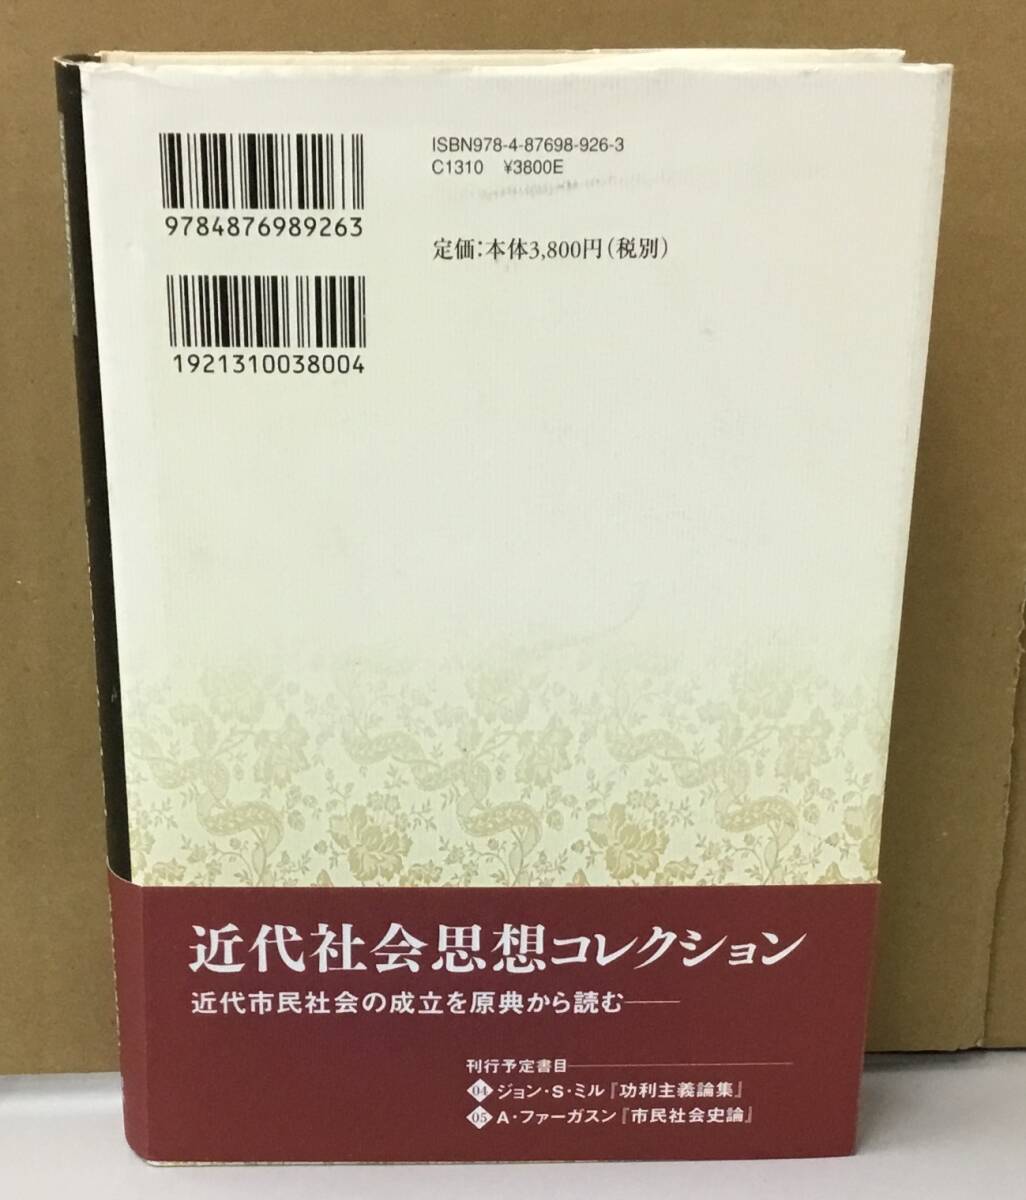 ISBN978-4-87698-926-3
C1310 ¥3800E
9784876989263
定価：本体3,800円（税別）
1921310038004
近代社会思想コレクション
近代市民社会の成立を原典から読む──
刊行予定書目──
04 ジョン・S・ミル『功利主義論集』
05 A・ファーガスン『市民社会史論』